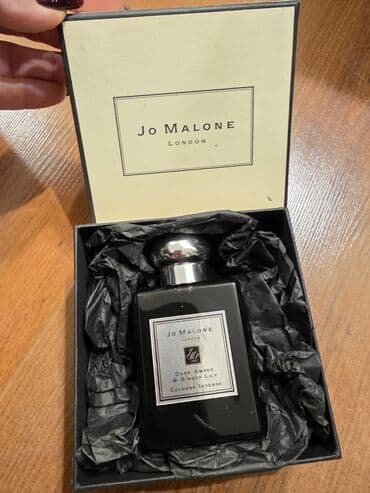 JO MALONE
LONDON
JO MALONE
LONDON
DARK AMBER
& GINGER LILY
COLOGNE INTENSE